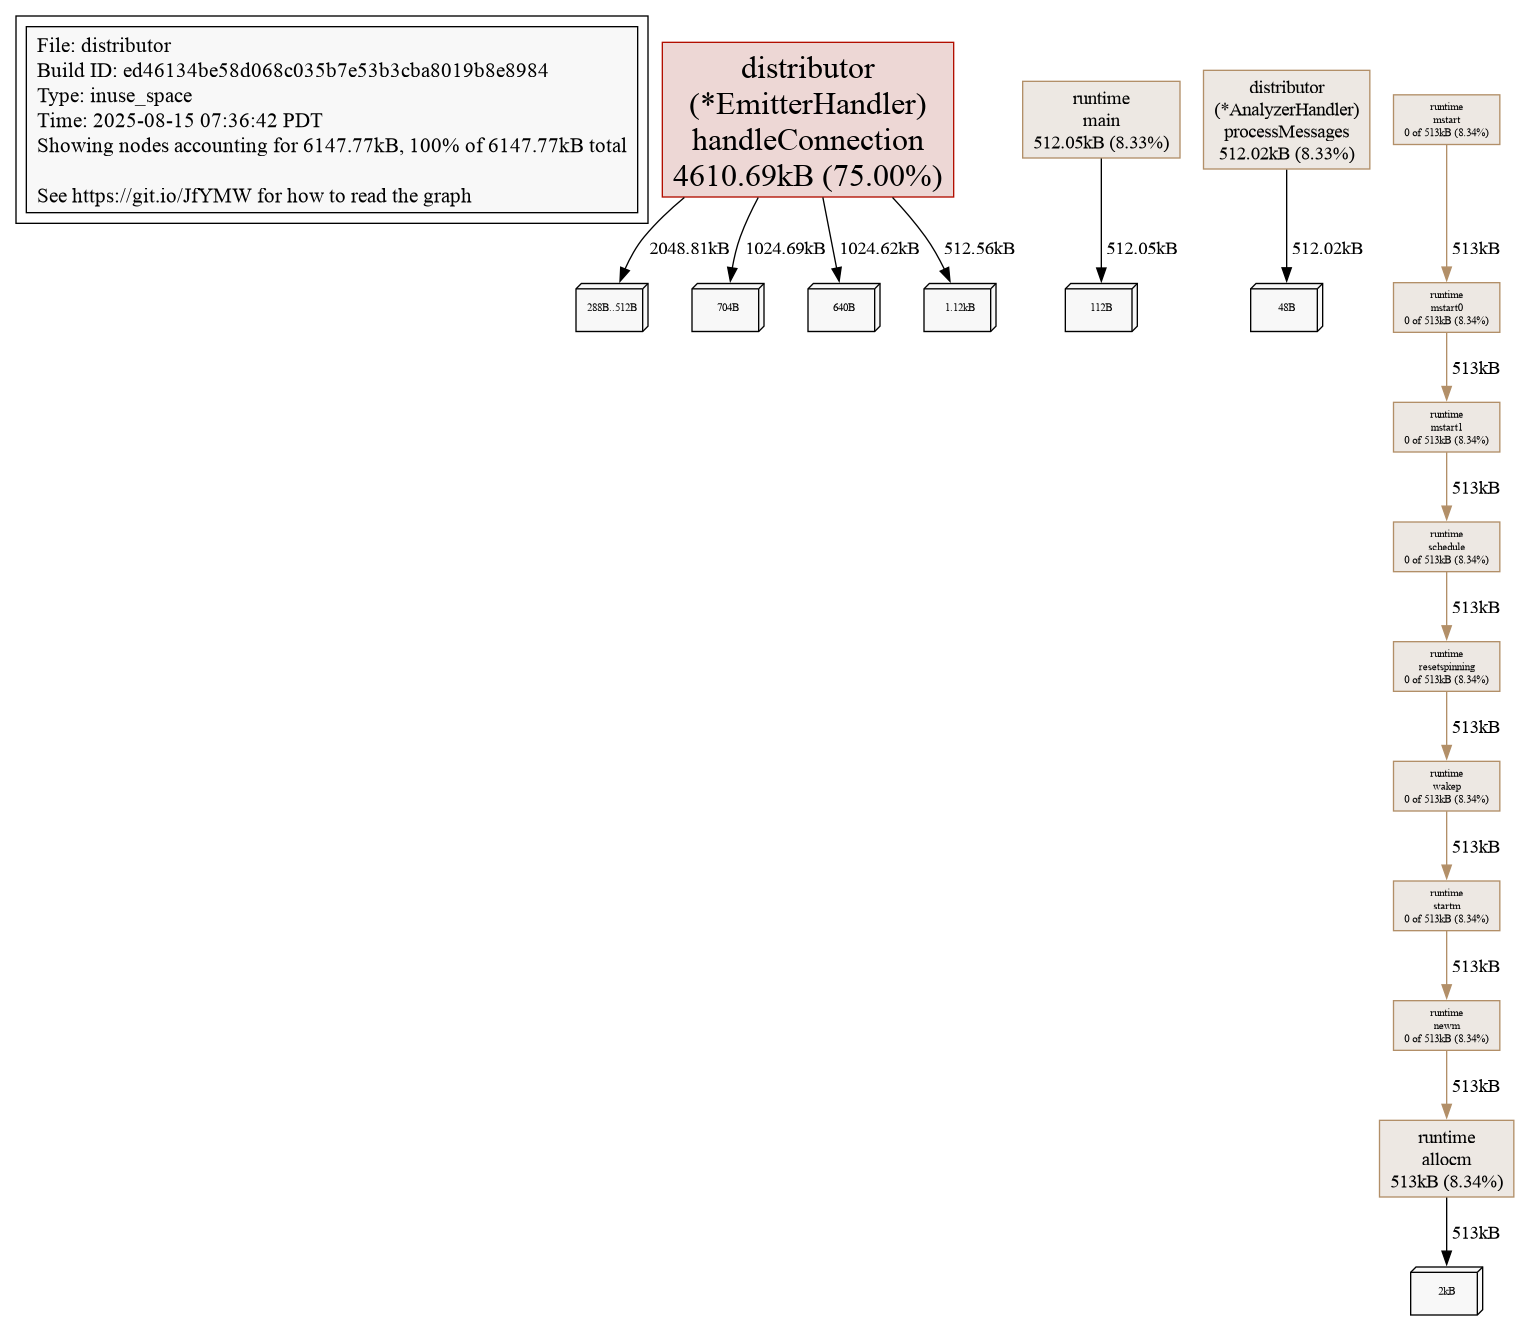 File: distributor
Build ID: ed46134be58d068c035b7e53b3cba8019b8e8984
Type: inuse_space
Time: 2025-08-15 07:36:42 PDT
Showing nodes accounting for 6147.77kB, 100% of 6147.77kB total
See https://git.io/JfYMW for how to read the graph
distributor
(*EmitterHandler)
handleConnection
4610.69kB (75.00%)
runtime
main
512.05kB (8.33%)
distributor
(*AnalyzerHandler)
processMessages
512.02kB (8.33%)
runtime
mstart
0 of 513kB (8.34%)
2048.81kB
1024.69kB
1024.62kB
512.56kB
512.05kB
512.02kB
513kB
288B..512B
704B
640B
1.12kB
112B
48B
runtime
mstart0
0 of 513kB (8.34%)
513kB
runtime
mstart1
0 of 513kB (8.34%)
513kB
runtime
schedule
0 of 513kB (8.34%)
513kB
runtime
resetspinning
0 of 513kB (8.34%)
513kB
runtime
wakep
0 of 513kB (8.34%)
513kB
runtime
startm
0 of 513kB (8.34%)
513kB
runtime
newm
0 of 513kB (8.34%)
513kB
runtime
allocm
513kB (8.34%)
513kB
2kB